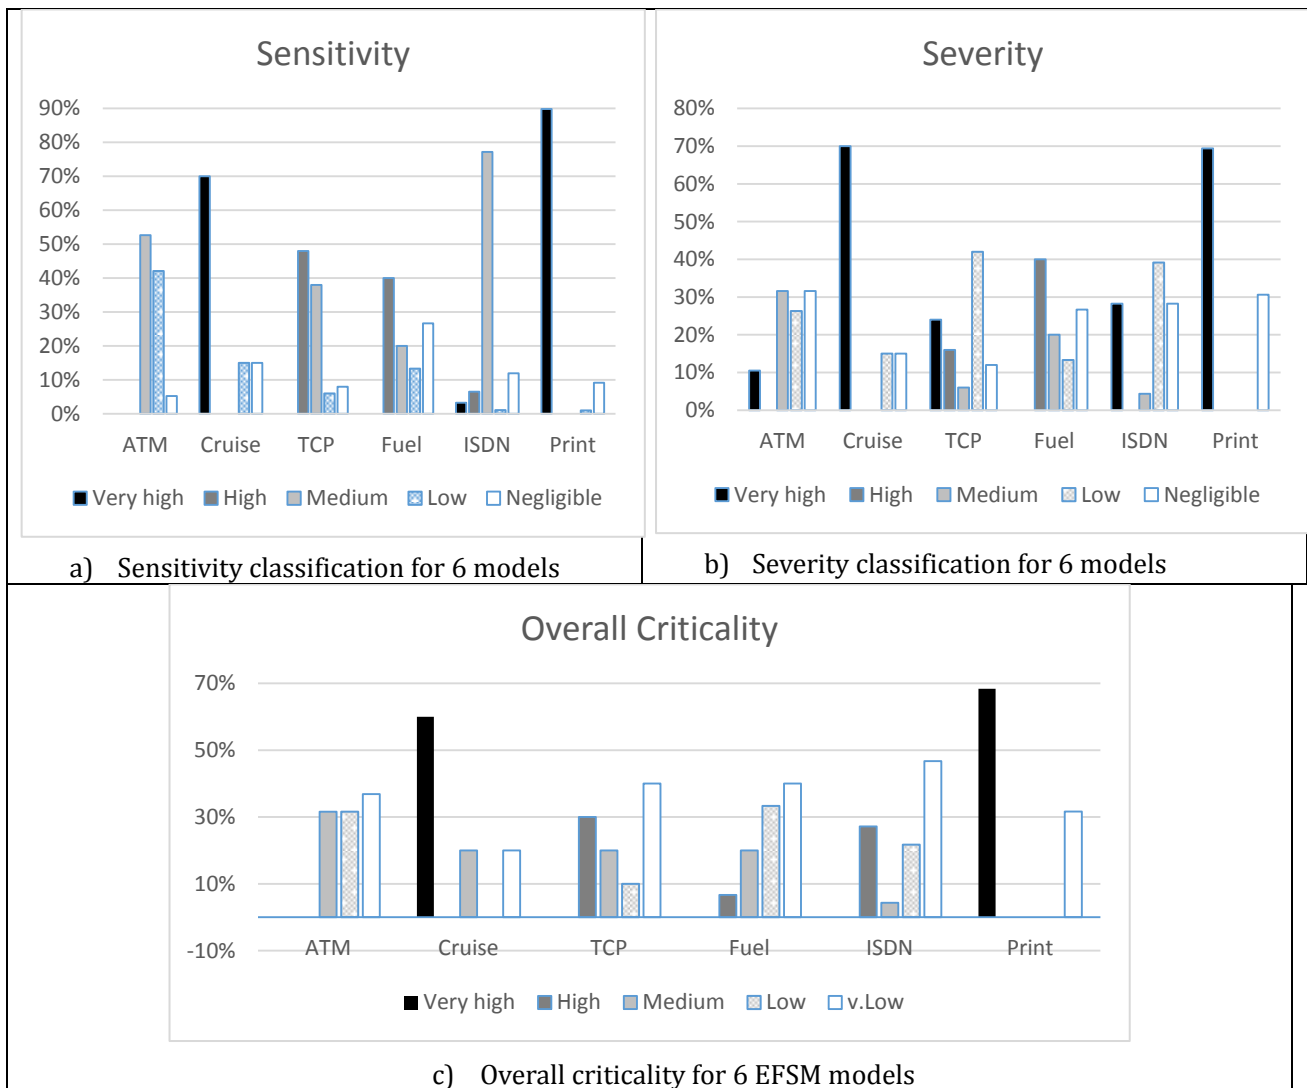 Sensitivity
90%
80%
70%
60%
50%
40%
30%
20%
10%
0%
ATM Cruise TCP Fuel ISDN Print
Very high High Medium Low Negligible
a) Sensitivity classification for 6 models
Severity
80%
70%
60%
50%
40%
30%
20%
10%
0%
ATM Cruise TCP Fuel ISDN Print
Very high High Medium Low Negligible
b) Severity classification for 6 models
Overall Criticality
70%
50%
30%
10%
-10%
ATM Cruise TCP Fuel ISDN Print
Very high High Medium Low v.Low
c) Overall criticality for 6 EFSM models